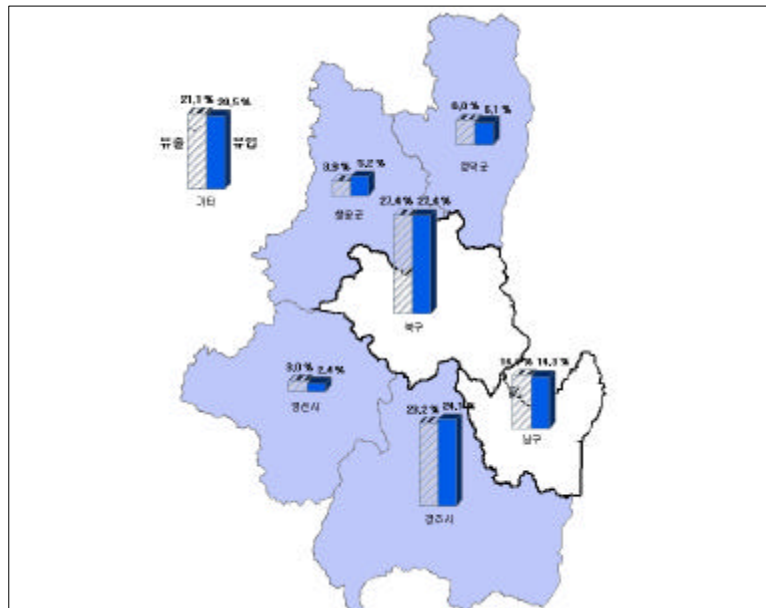 21,1 % 20,5 %
유출 유입
기타
6,0 % 6,1 %
영덕군
3,9 % 5,2 %
청송군
27,4 % 27,4 %
북구
3,0 % 2,4 %
영천시
14,3 %
남구
23,2 %
경주시